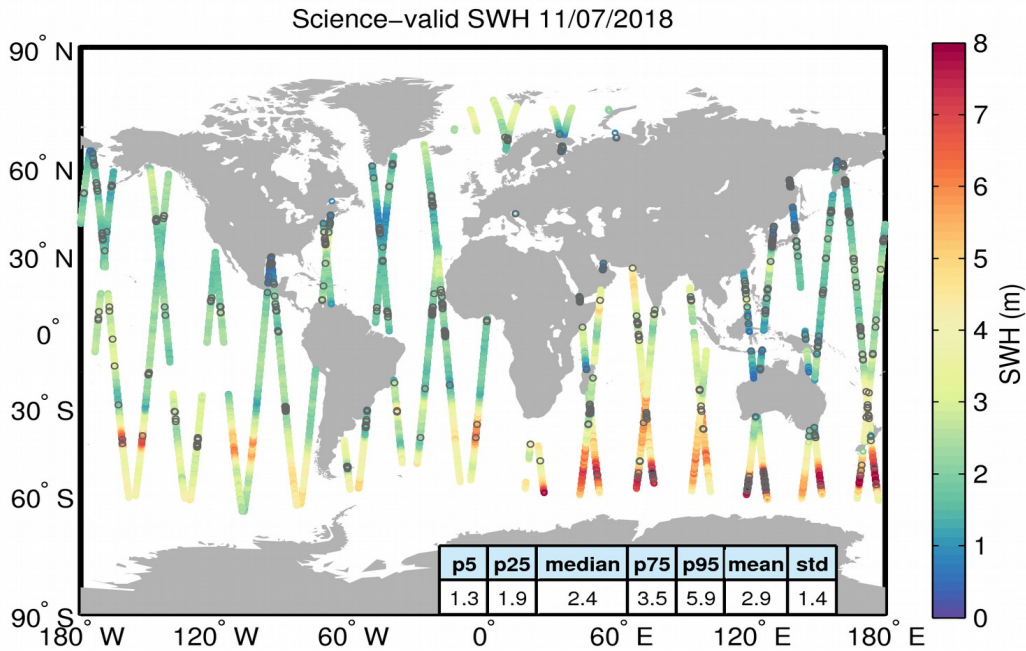 Science−valid SWH 11/07/2018
90° N
60° N
30° N
0°
30° S
60° S
90° S
180° W
120° W
60° W
0°
60° E
120° E
180° E
p5 p25 median p75 p95 mean std
1.3 1.9 2.4 3.5 5.9 2.9 1.4
8
7
6
5
4
3
2
1
0
SWH (m)